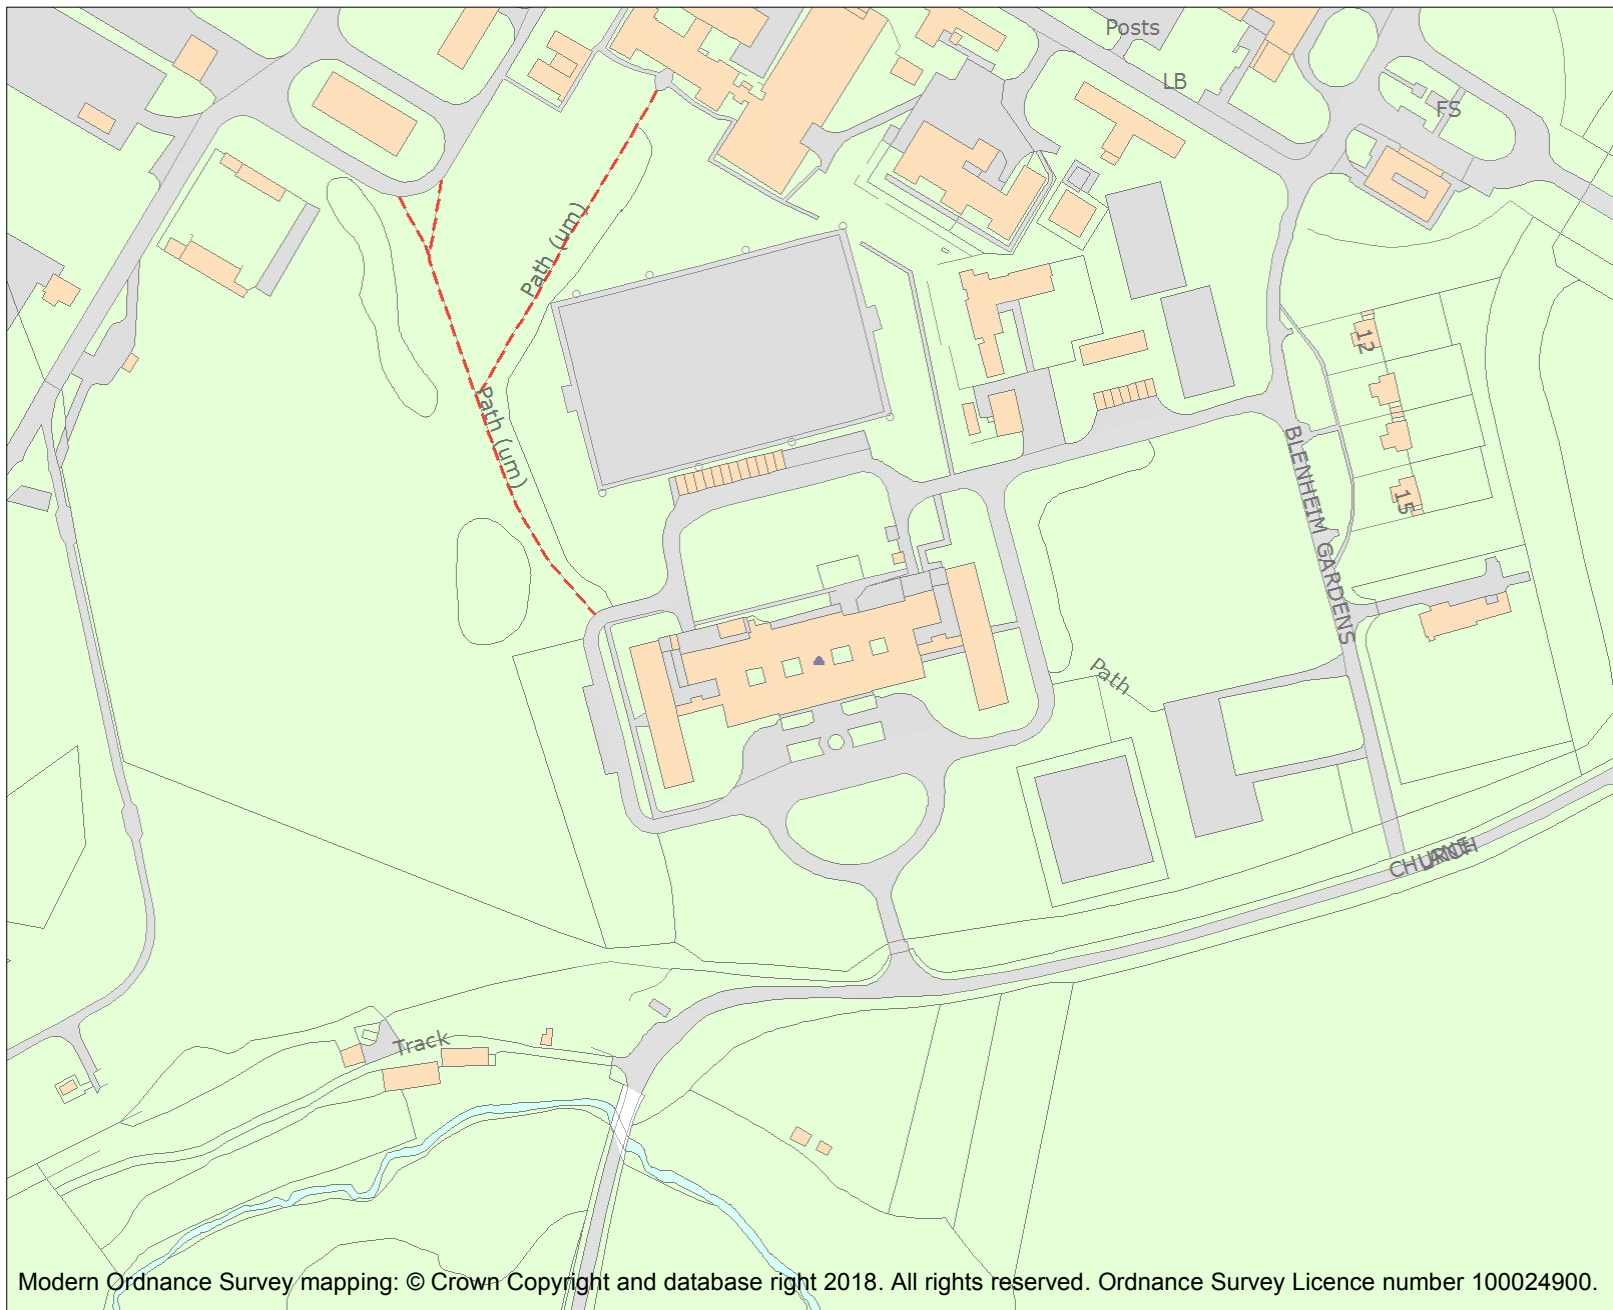 Posts
LB
FS
Path (um)
12
Path (um)
15
BLENHEIM GARDENS
Path
CHURCH
Track
Modern Ordnance Survey mapping: © Crown Copyright and database right 2018. All rights reserved. Ordnance Survey Licence number 100024900.